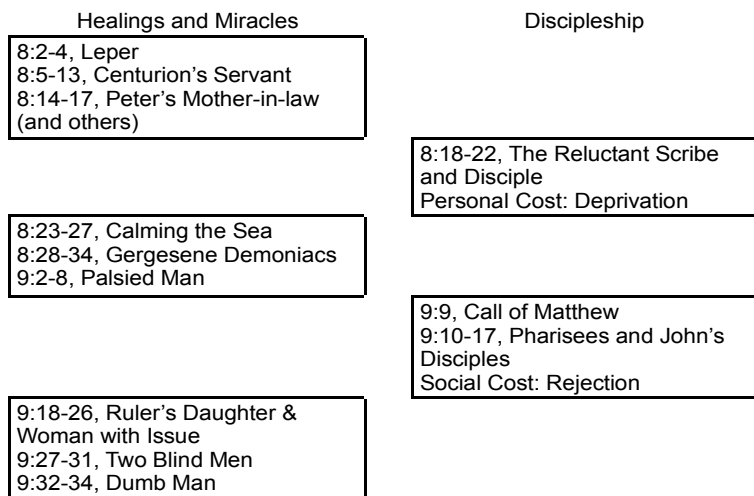 Healings and Miracles
Discipleship
8:2-4, Leper
8:5-13, Centurion's Servant
8:14-17, Peter's Mother-in-law
(and others)
8:18-22, The Reluctant Scribe
and Disciple
Personal Cost: Deprivation
8:23-27, Calming the Sea
8:28-34, Gergesene Demoniacs
9:2-8, Palsied Man
9:9, Call of Matthew
9:10-17, Pharisees and John's
Disciples
Social Cost: Rejection
9:18-26, Ruler's Daughter &
Woman with Issue
9:27-31, Two Blind Men
9:32-34, Dumb Man